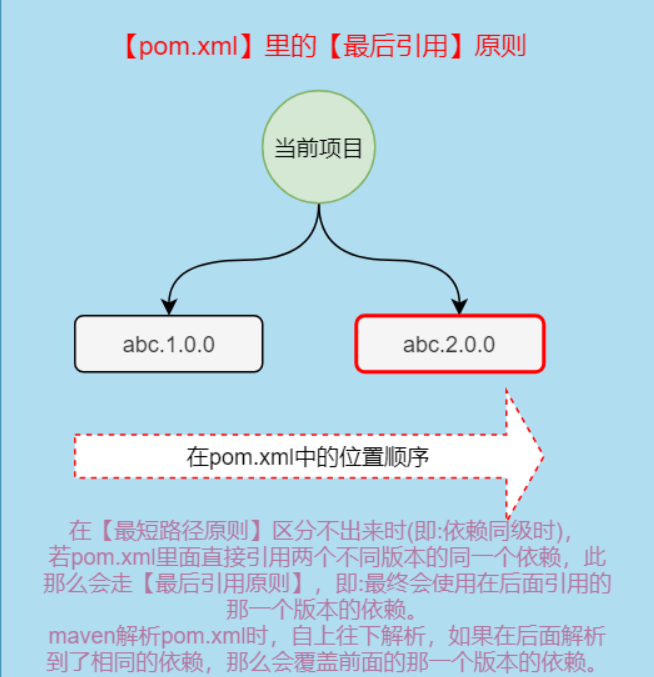 【pom.xml】里的【最后引用】原则
当前项目
abc.1.0.0
abc.2.0.0
在pom.xml中的位置顺序
在【最短路径原则】区分不出来时(即:依赖同级时)，
若pom.xml里面直接引用两个不同版本的同一个依赖，此
那么会走【最后引用原则】，即:最终会使用在后面引用的
那一个版本的依赖。
maven解析pom.xml时，自上往下解析，如果在后面解析
到了相同的依赖，那么会覆盖前面的那一个版本的依赖。